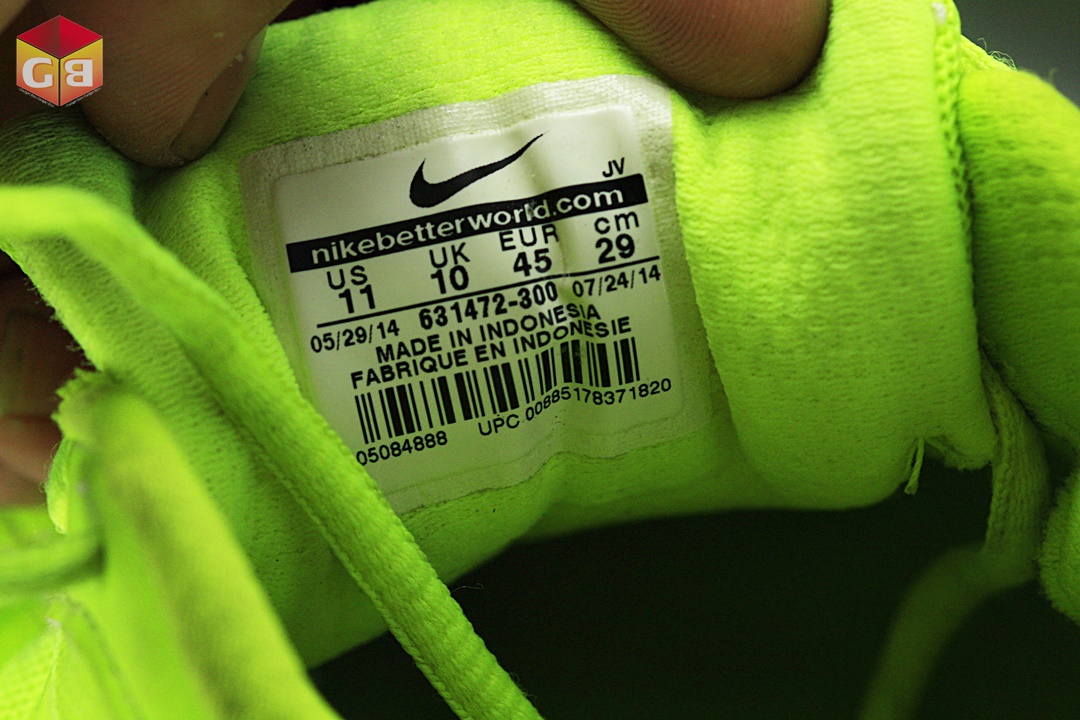 GB
JV
nikebetterworld.com
US UK EUR cm
11 10 45 29
05/29/14 631472-300 07/24/14
MADE IN INDONESIA
FABRIQUE EN INDONESIE
05084888 UPC 00885178371820